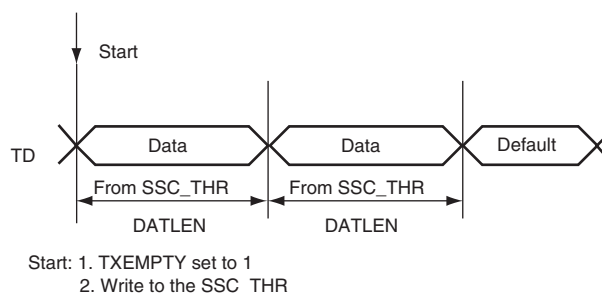 Start
TD
Data
Data
Default
From SSC_THR
From SSC_THR
DATLEN
DATLEN
Start: 1. TXEMPTY set to 1
2. Write to the SSC_THR